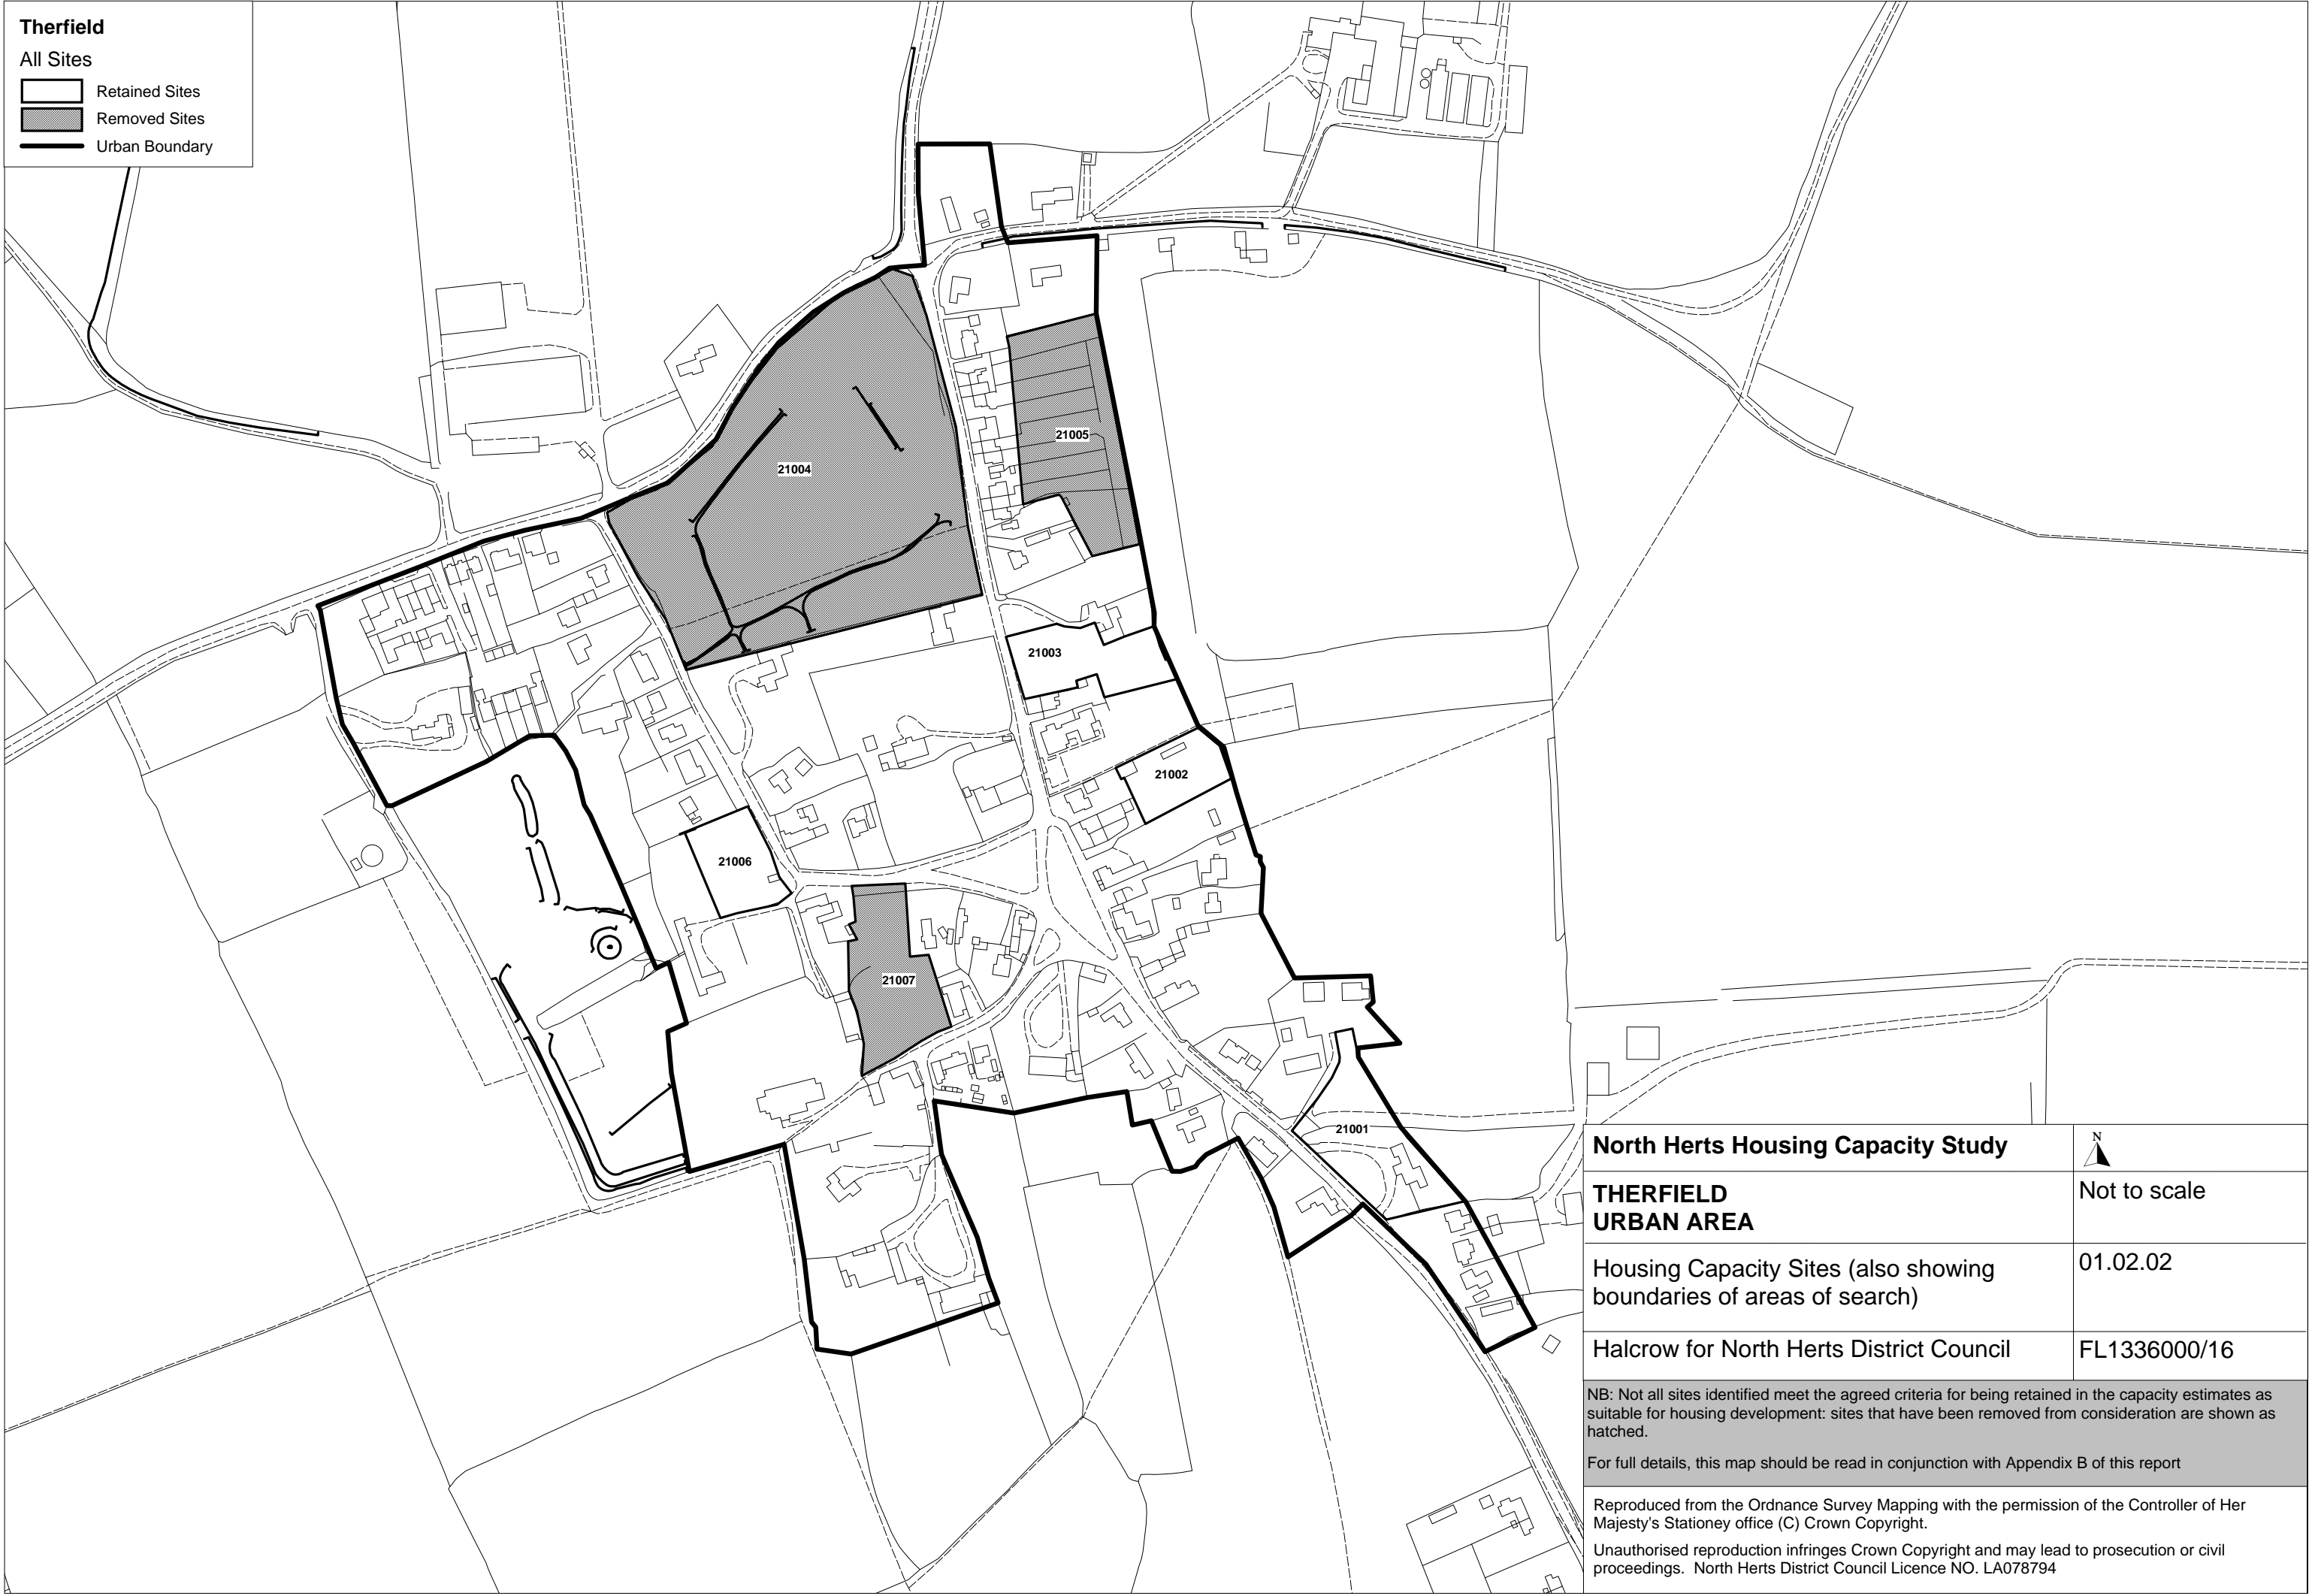 Therfield
All Sites
Retained Sites
Removed Sites
Urban Boundary
21004
21005
21003
21002
21006
21007
21001
North Herts Housing Capacity Study
N
THERFIELD
URBAN AREA
Not to scale
Housing Capacity Sites (also showing
boundaries of areas of search)
01.02.02
Halcrow for North Herts District Council
FL1336000/16
NB: Not all sites identified meet the agreed criteria for being retained in the capacity estimates as
suitable for housing development: sites that have been removed from consideration are shown as
hatched.
For full details, this map should be read in conjunction with Appendix B of this report
Reproduced from the Ordnance Survey Mapping with the permission of the Controller of Her
Majesty's Stationey office (C) Crown Copyright.
Unauthorised reproduction infringes Crown Copyright and may lead to prosecution or civil
proceedings.  North Herts District Council Licence NO. LA078794